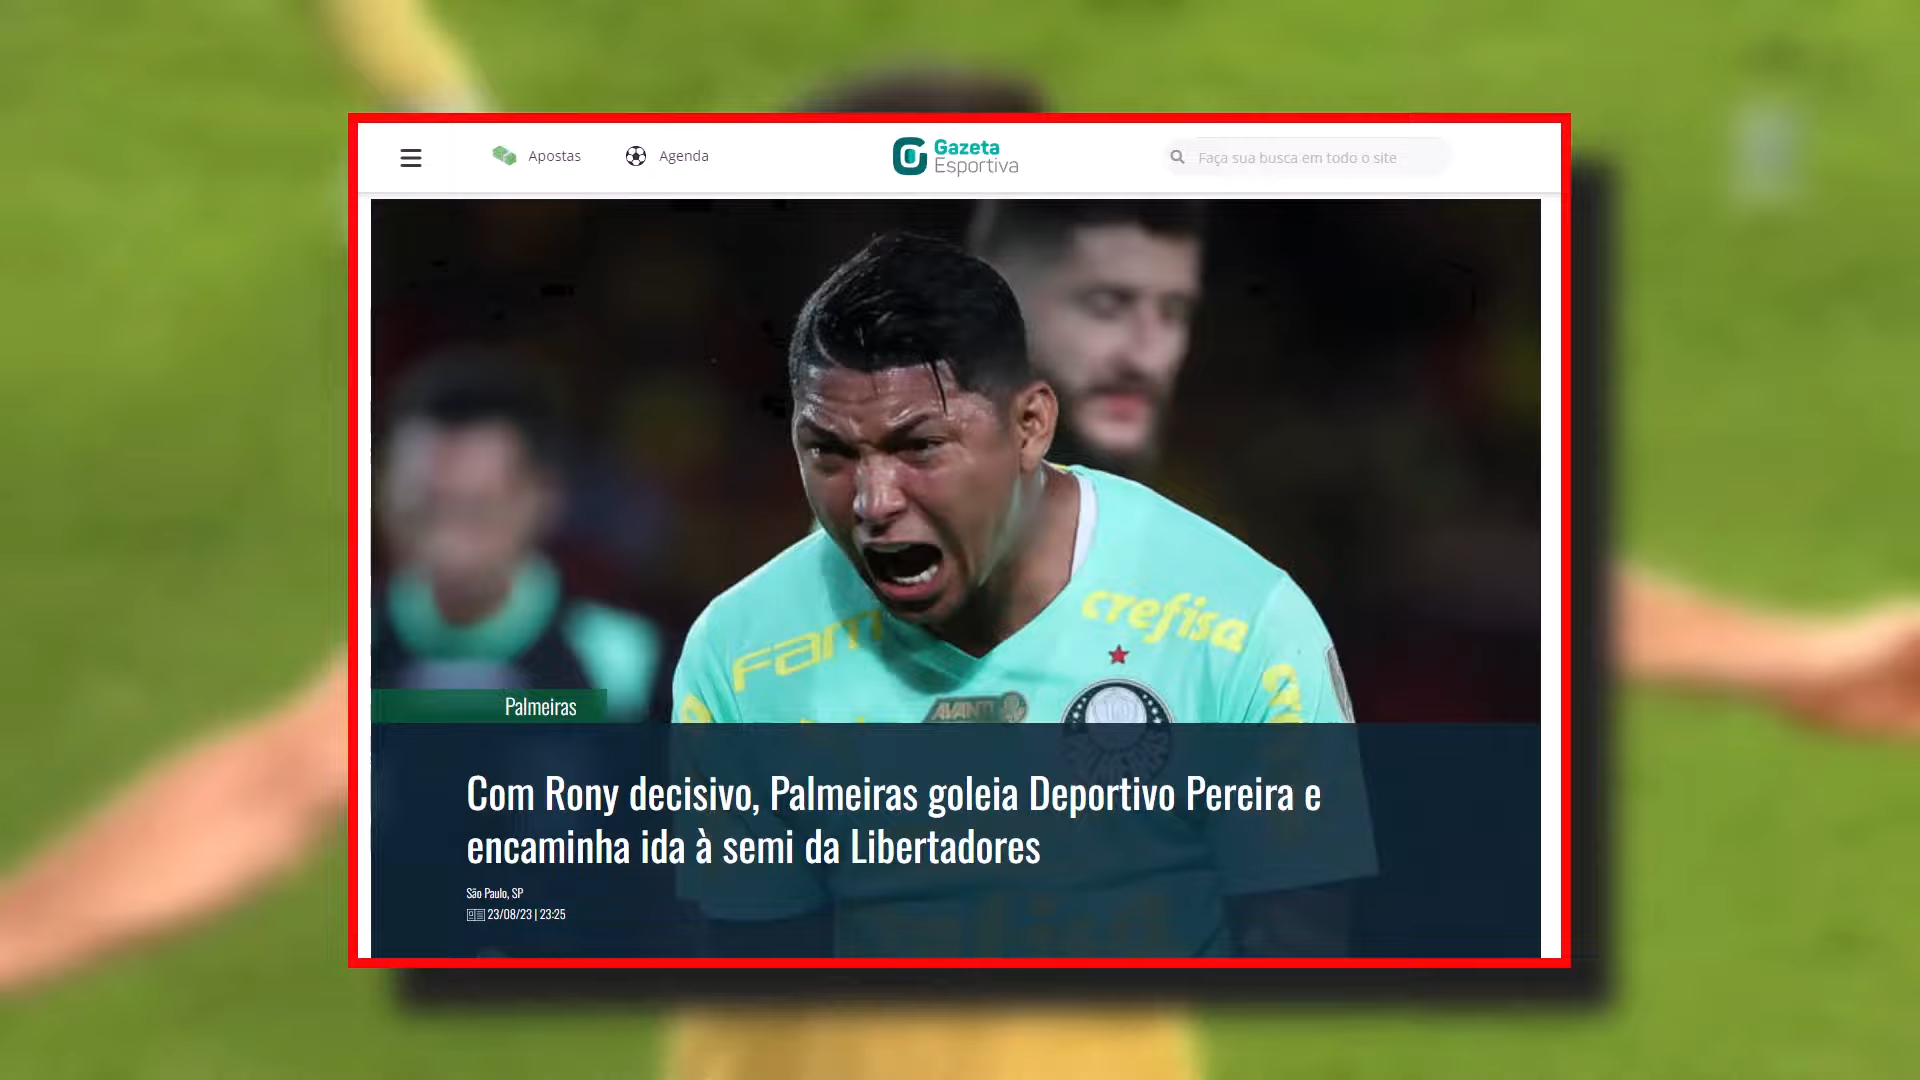 Apostas
Agenda
Gazeta
Esportiva
Faça sua busca em todo o site
crefisa
FAM
AVANTI
Palmeiras
Com Rony decisivo, Palmeiras goleia Deportivo Pereira e
encaminha ida à semi da Libertadores
São Paulo, SP
23/08/23 | 23:25